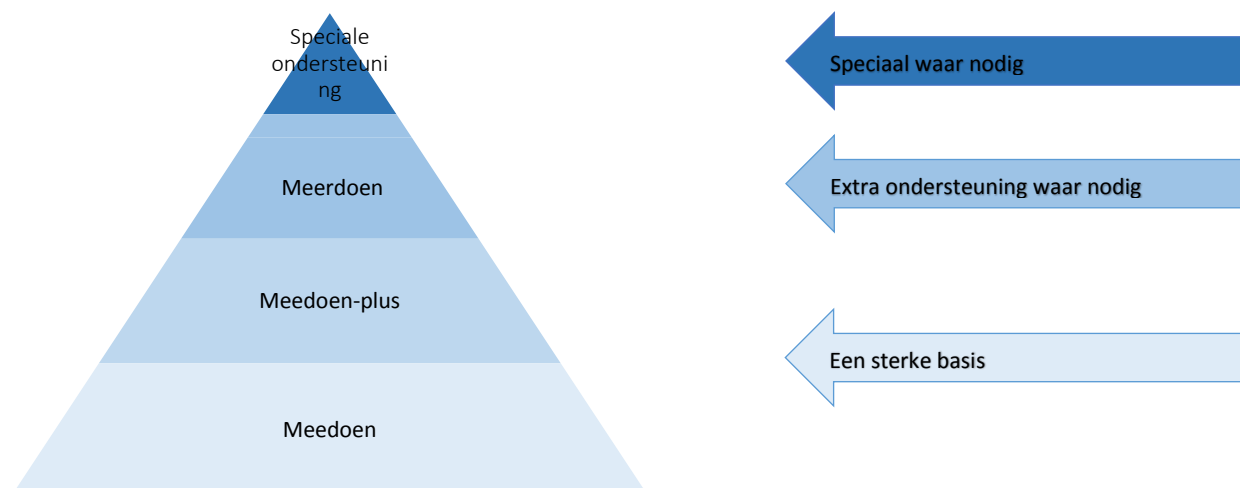 Speciale
ondersteuni
ng
Speciaal waar nodig
Meerdoen
Extra ondersteuning waar nodig
Meedoen-plus
Een sterke basis
Meedoen